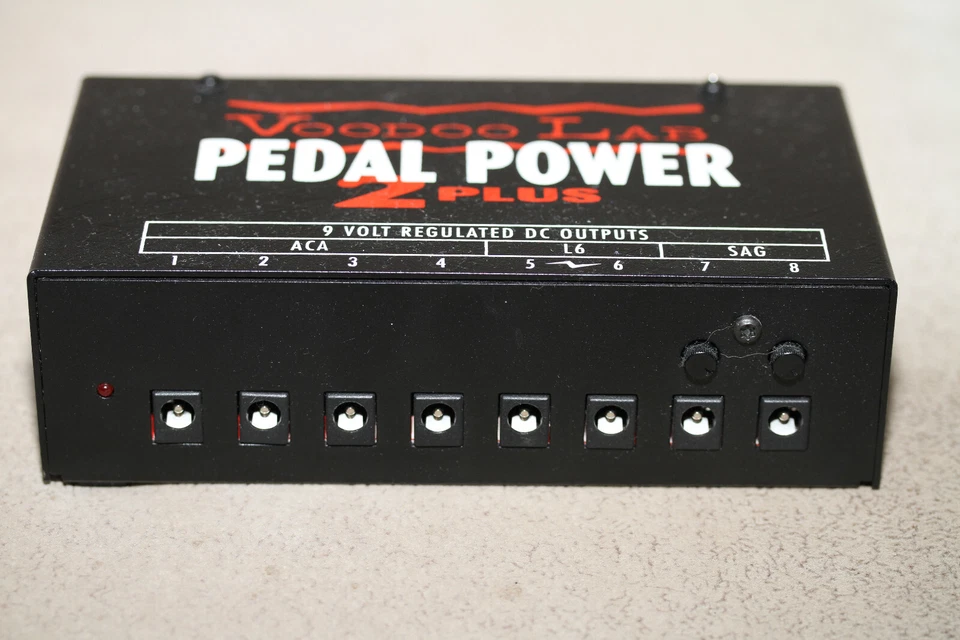 VOODOO LAB
PEDAL POWER
2 PLUS
9 VOLT REGULATED DC OUTPUTS
ACA L6 SAG
1 2 3 4 5 6 7 8